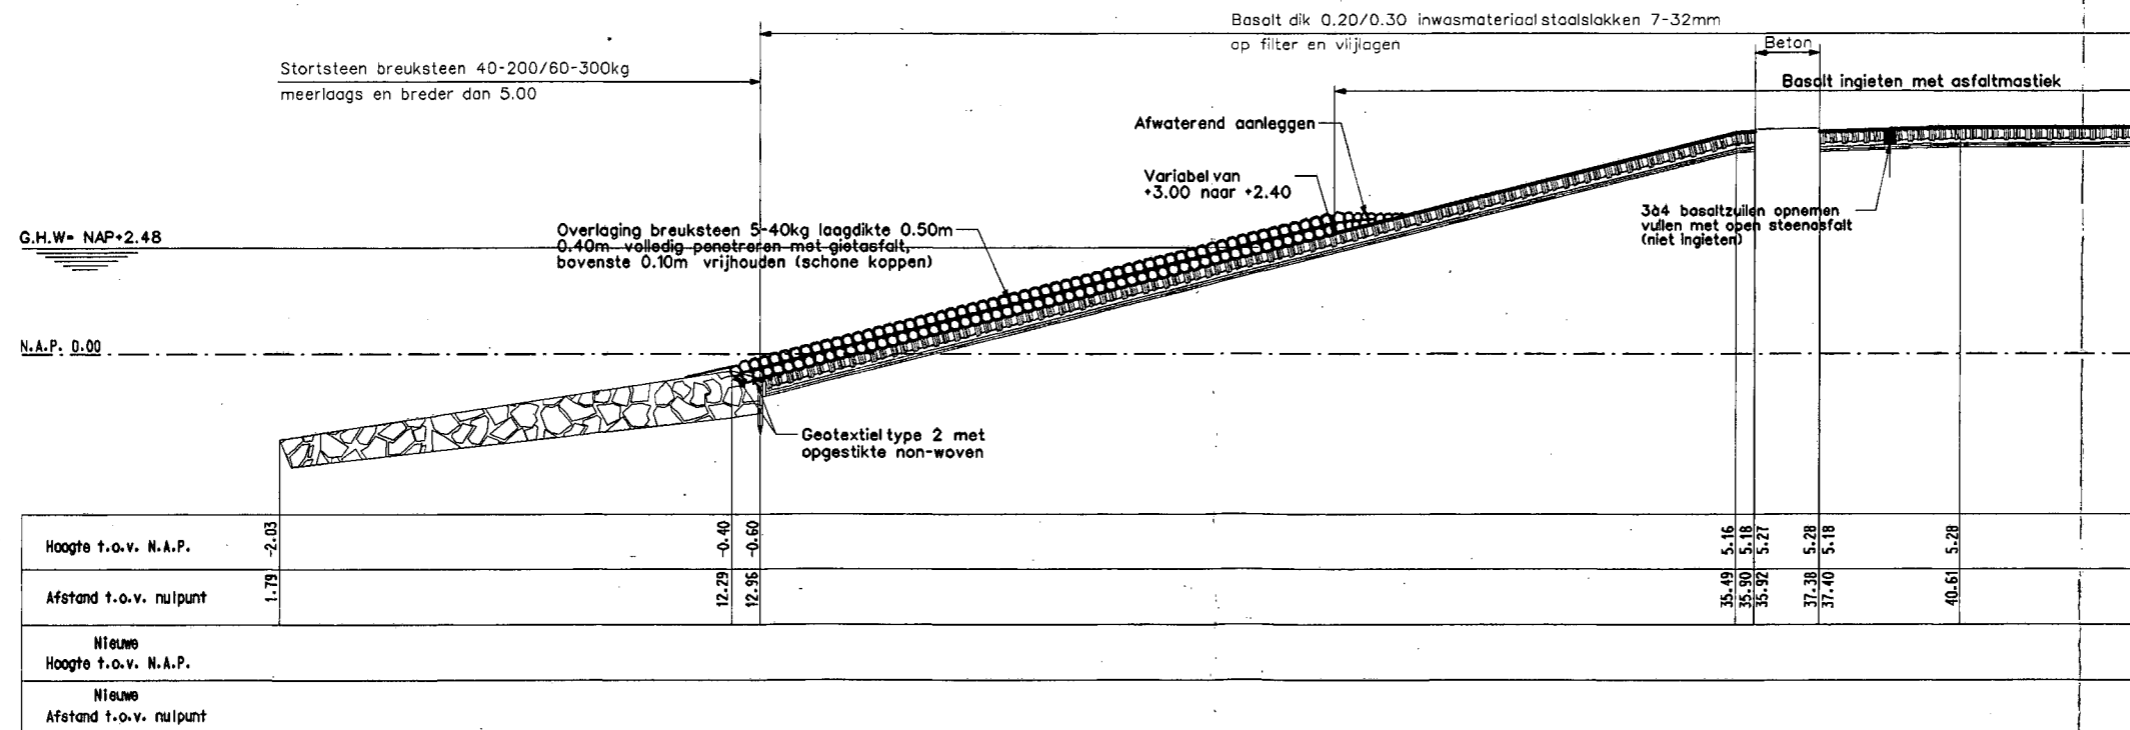 Basalt dik 0.20/0.30 inwasmateriaal staalslakken 7-32mm
op filter en vlijlagen
Beton
Stortsteen breuksteen 40-200/60-300kg
meerlaags en breder dan 5.00
Basalt ingieten met asfaltmastiek
Afwaterend aanleggen
Variabel van
+3.00 naar +2.40
3à4 basaltzuilen opnemen
vullen met open steenasfalt
(niet ingieten)
G.H.W= NAP+2.48
Overlaging breuksteen 5-40kg laagdikte 0.50m
0.40m volledig penetreren met gietasfalt,
bovenste 0.10m vrijhouden (schone koppen)
N.A.P. 0.00
Geotextiel type 2 met
opgestikte non-woven
Hoogte t.o.v. N.A.P. -2.03 -0.40 -0.60 5.16 5.18 5.27 5.28 5.18 5.28
Afstand t.o.v. nulpunt 1.79 12.29 12.96 35.49 35.90 35.92 37.38 37.40 40.61
Nieuwe
Hoogte t.o.v. N.A.P.
Nieuwe
Afstand t.o.v. nulpunt